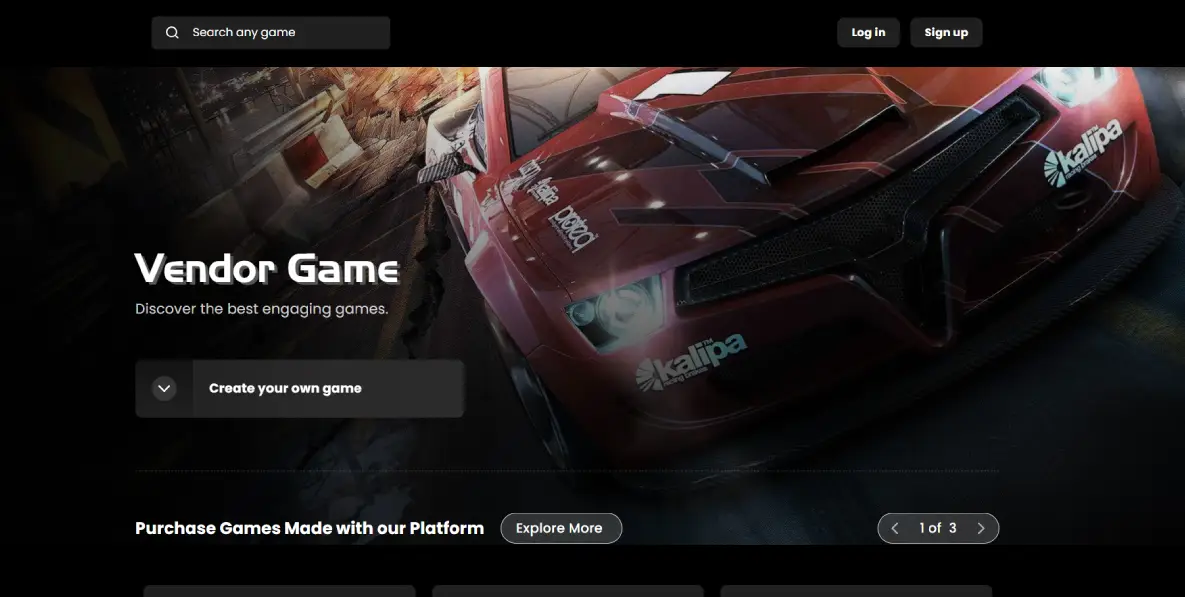 Search any game
Log in
Sign up
kalipa
Vendor Game
Discover the best engaging games.
kalipa
Create your own game
Purchase Games Made with our Platform
Explore More
1 of 3